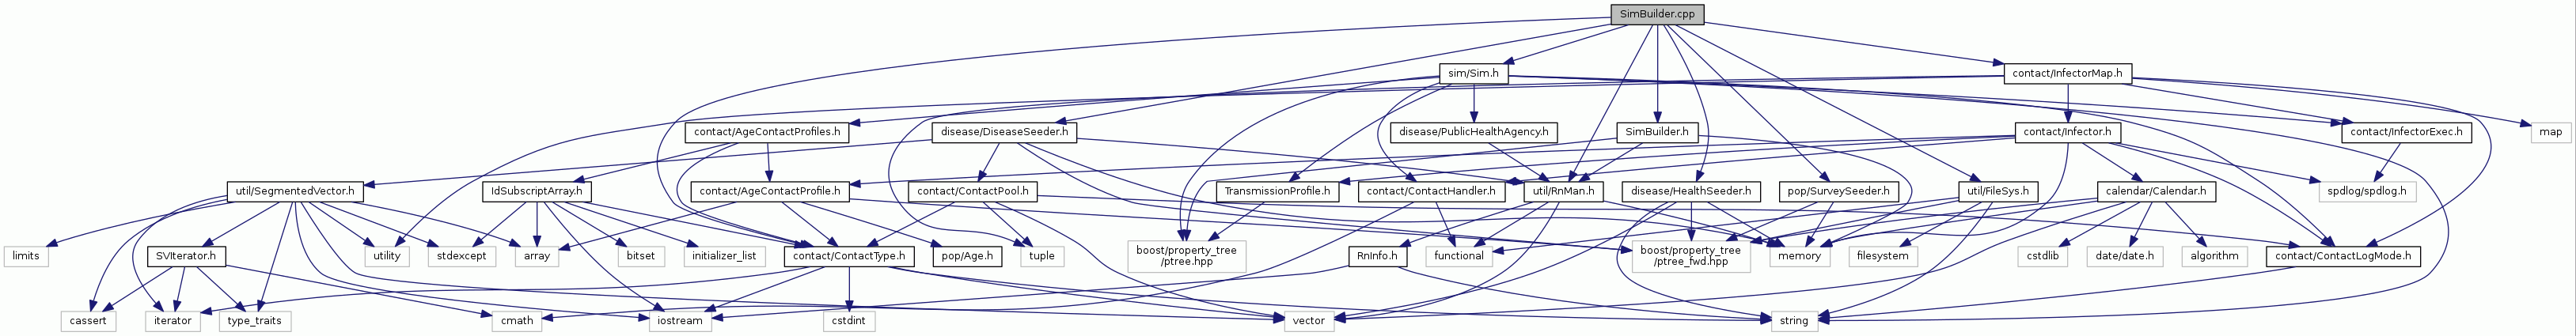 SimBuilder.cpp
sim/Sim.h
contact/InfectorMap.h
contact/AgeContactProfiles.h
disease/DiseaseSeeder.h
disease/PublicHealthAgency.h
SimBuilder.h
contact/Infector.h
contact/InfectorExec.h
map
util/SegmentedVector.h
IdSubscriptArray.h
contact/AgeContactProfile.h
contact/ContactPool.h
TransmissionProfile.h
contact/ContactHandler.h
util/RnMan.h
disease/HealthSeeder.h
pop/SurveySeeder.h
util/FileSys.h
calendar/Calendar.h
spdlog/spdlog.h
limits
SVIterator.h
utility
stdexcept
array
bitset
initializer_list
contact/ContactType.h
pop/Age.h
tuple
boost/property_tree
/ptree.hpp
functional
RnInfo.h
boost/property_tree
/ptree_fwd.hpp
memory
filesystem
cstdlib
date/date.h
algorithm
contact/ContactLogMode.h
cassert
iterator
type_traits
cmath
iostream
cstdint
vector
string